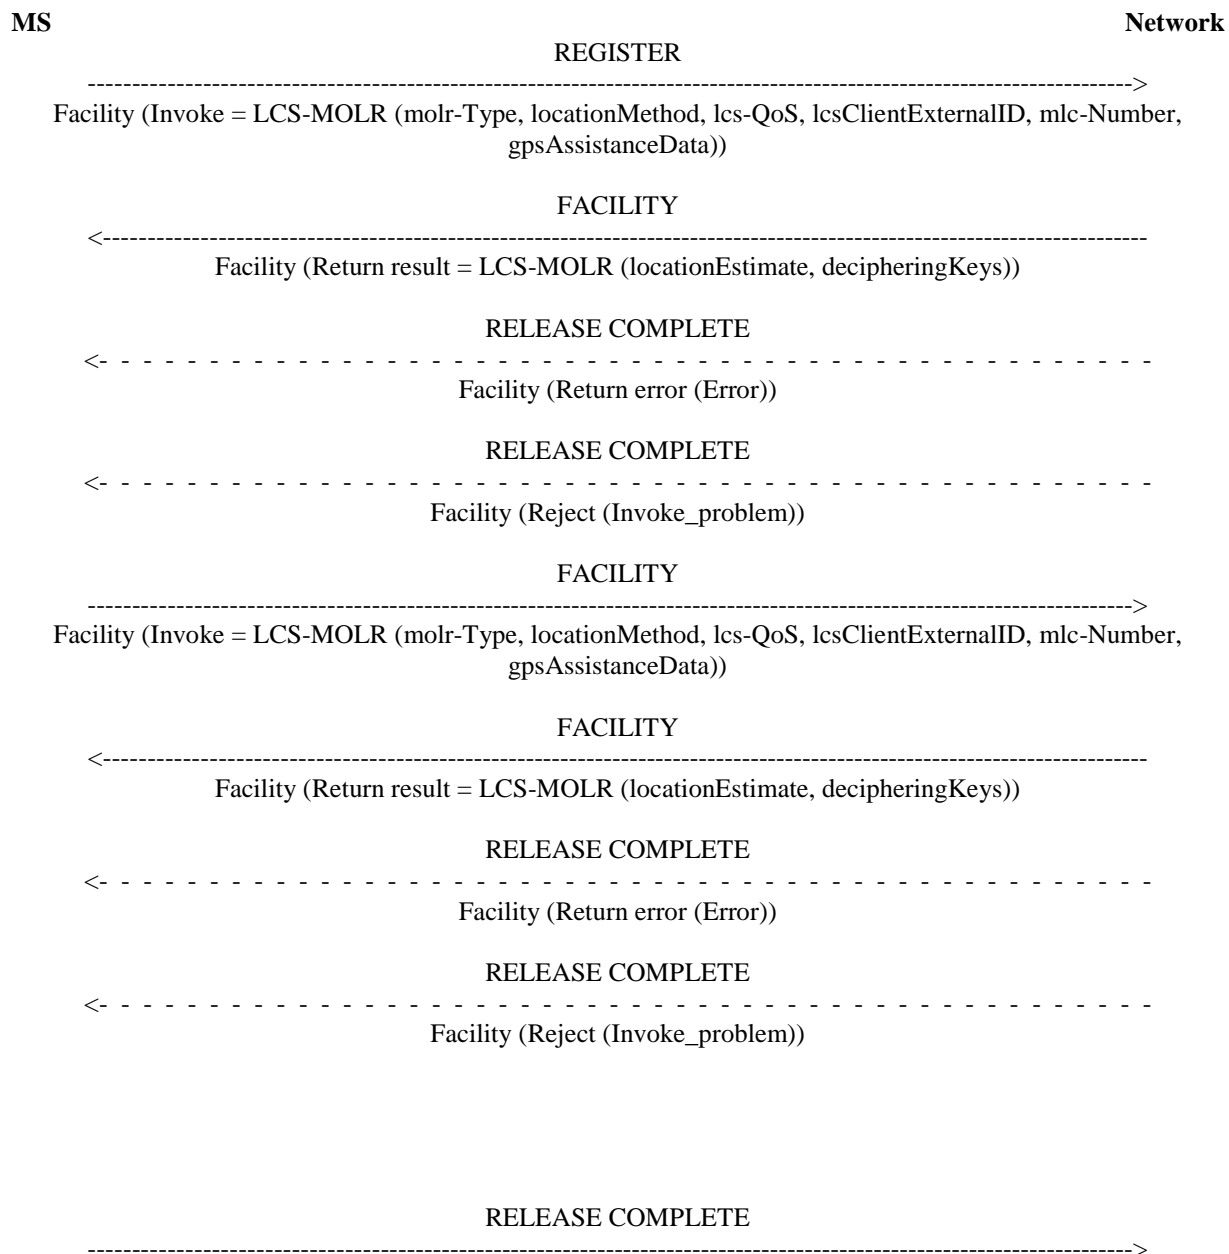 MS Network
REGISTER
---------------------------------------------------------------------------------------------------------------------->
Facility (Invoke = LCS-MOLR (molr-Type, locationMethod, lcs-QoS, lcsClientExternalID, mlc-Number,
gpsAssistanceData))
FACILITY
<----------------------------------------------------------------------------------------------------------------------
Facility (Return result = LCS-MOLR (locationEstimate, decipheringKeys))
RELEASE COMPLETE
<- - - - - - - - - - - - - - - - - - - - - - - - - - - - - - - - - - - - - - - - - - - - - - -
Facility (Return error (Error))
RELEASE COMPLETE
<- - - - - - - - - - - - - - - - - - - - - - - - - - - - - - - - - - - - - - - - - - - - - - -
Facility (Reject (Invoke_problem))
FACILITY
---------------------------------------------------------------------------------------------------------------------->
Facility (Invoke = LCS-MOLR (molr-Type, locationMethod, lcs-QoS, lcsClientExternalID, mlc-Number,
gpsAssistanceData))
FACILITY
<----------------------------------------------------------------------------------------------------------------------
Facility (Return result = LCS-MOLR (locationEstimate, decipheringKeys))
RELEASE COMPLETE
<- - - - - - - - - - - - - - - - - - - - - - - - - - - - - - - - - - - - - - - - - - - - - - -
Facility (Return error (Error))
RELEASE COMPLETE
<- - - - - - - - - - - - - - - - - - - - - - - - - - - - - - - - - - - - - - - - - - - - - - -
Facility (Reject (Invoke_problem))
RELEASE COMPLETE
---------------------------------------------------------------------------------------------------------------------->